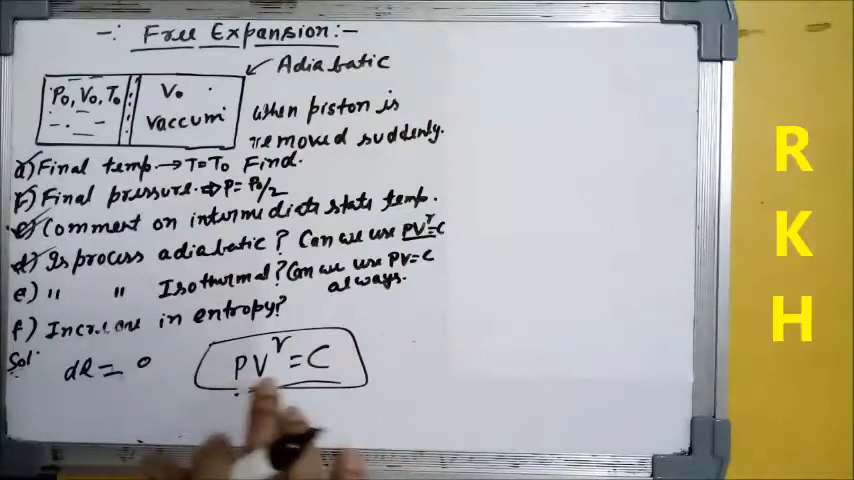 -: Free Expansion:-
Adiabatic
P₀, V₀, T₀
V₀
vaccum
when piston is
removed suddenly.
Find.
a) Final temp. → T=T₀
b) Final pressure. ⇒ P= P₀/2
c) Comment on intermediate state temp.
d) Is process adiabatic? Can we use PV^r=C
e) " " Isothermal? Can we use PV=C
always.
f) Increase in entropy?
Sol.
dQ = 0
PV^r = C
R
K
H